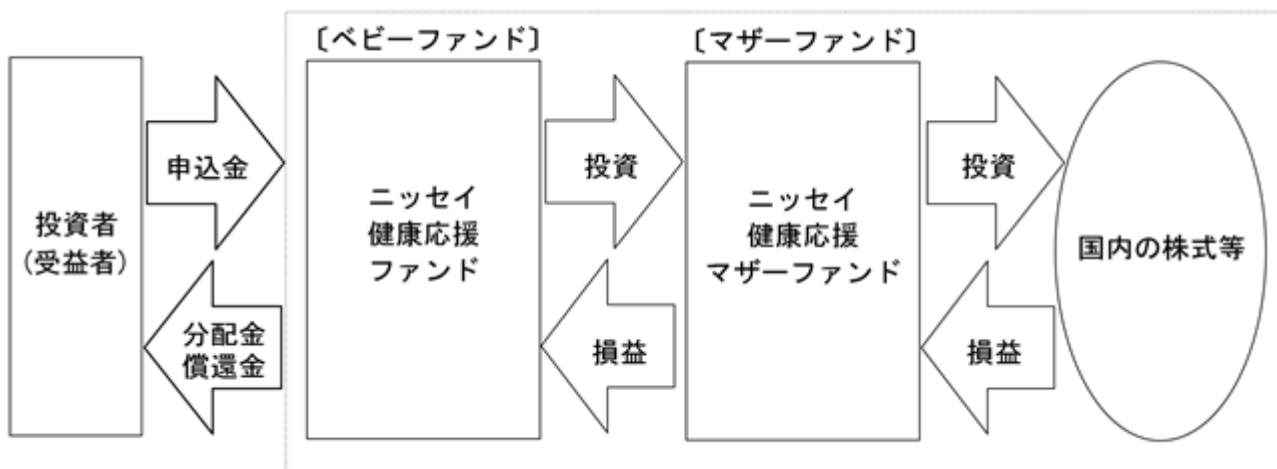 〔ベビーファンド〕
〔マザーファンド〕
投資者
(受益者)
申込金
分配金
償還金
ニッセイ
健康応援
ファンド
投資
損益
ニッセイ
健康応援
マザーファンド
投資
損益
国内の株式等